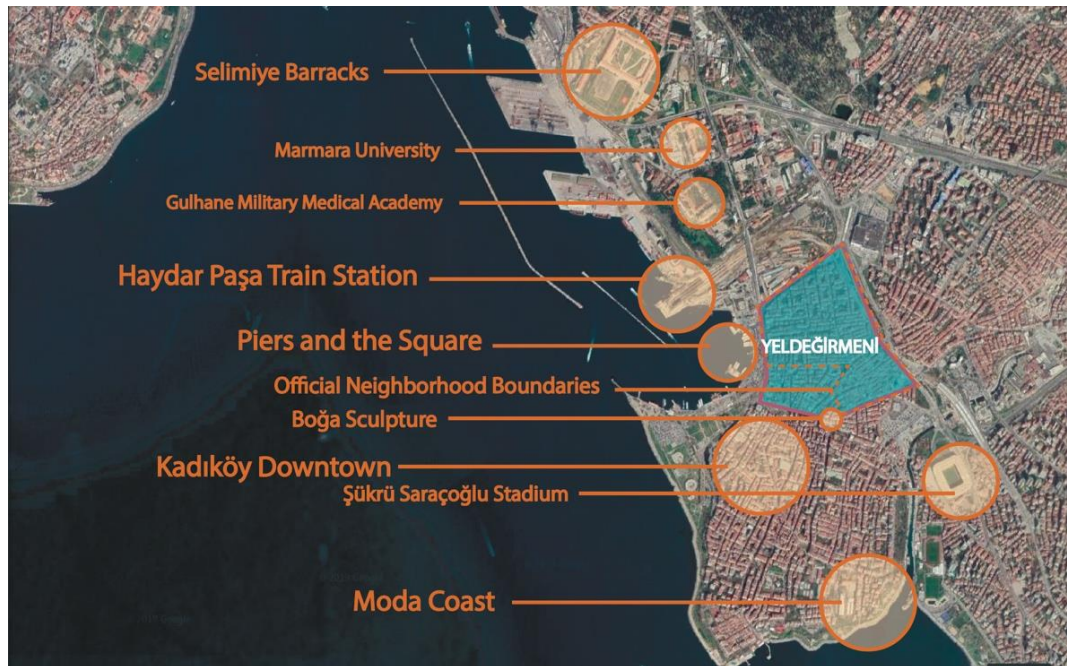 Selimiye Barracks
Marmara University
Gulhane Military Medical Academy
Haydar Paşa Train Station
Piers and the Square
YELDEĞİRMENİ
Official Neighborhood Boundaries
Boğa Sculpture
Kadıköy Downtown
Şükrü Saraçoğlu Stadium
Moda Coast